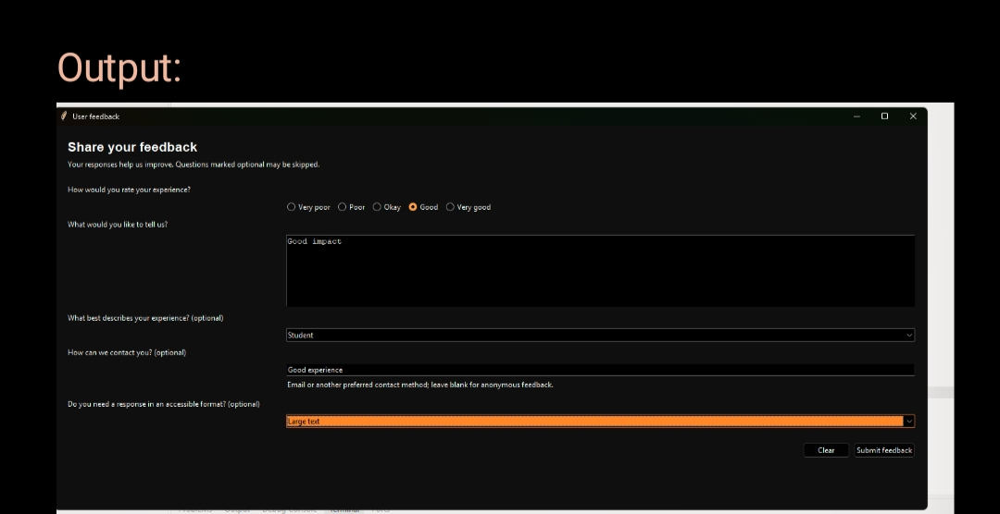 Output:
User feedback
Share your feedback
Your responses help us improve. Questions marked optional may be skipped.
How would you rate your experience?
Very poor Poor Okay Good Very good
What would you like to tell us?
Good impact
What best describes your experience? (optional)
Student
How can we contact you? (optional)
Good experience
Email or another preferred contact method; leave blank for anonymous feedback.
Do you need a response in an accessible format? (optional)
Large text
Clear Submit feedback